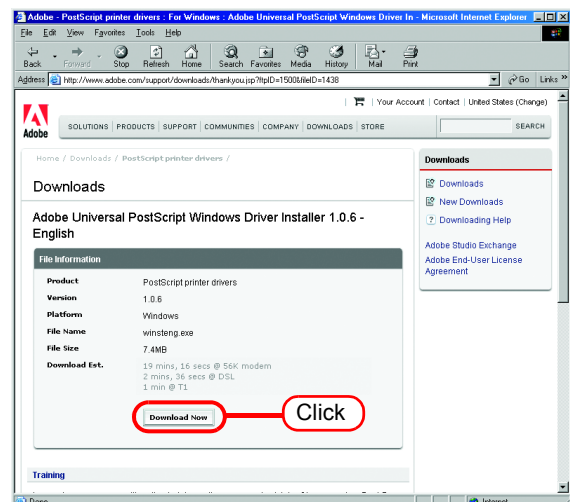 Adobe - PostScript printer drivers : For Windows : Adobe Universal PostScript Windows Driver In - Microsoft Internet Explorer
File Edit View Favorites Tools Help
Back Forward Stop Refresh Home Search Favorites Media History Mail Print
Address http://www.adobe.com/support/downloads/thankyou.jsp?ftpID=1500&fileID=1438 Go Links »
Your Account | Contact | United States (Change)
Adobe
SOLUTIONS PRODUCTS SUPPORT COMMUNITIES COMPANY DOWNLOADS STORE SEARCH
Home / Downloads / PostScript printer drivers /
Downloads
Adobe Universal PostScript Windows Driver Installer 1.0.6 -
English
File Information
Product PostScript printer drivers
Version 1.0.6
Platform Windows
File Name winsteng.exe
File Size 7.4MB
Download Est. 19 mins, 16 secs @ 56K modem
2 mins, 36 secs @ DSL
1 min @ T1
Download Now
Click
Training
Downloads
Downloads
New Downloads
Downloading Help
Adobe Studio Exchange
Adobe End-User License
Agreement
Done
Internet